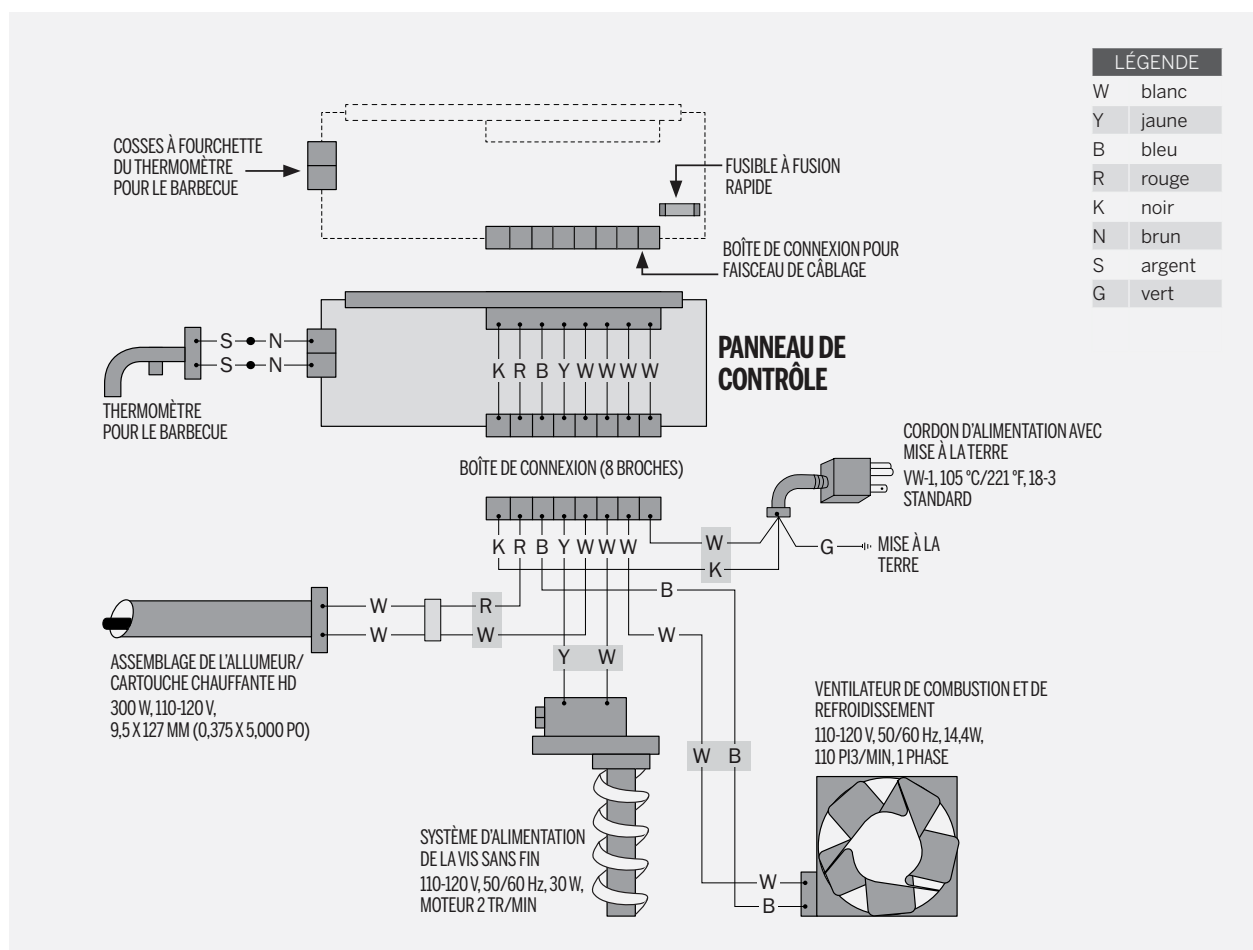 LÉGENDE
W blanc
Y jaune
B bleu
R rouge
K noir
N brun
S argent
G vert
COSSES À FOURCHETTE
DU THERMOMÈTRE
POUR LE BARBECUE
FUSIBLE À FUSION
RAPIDE
BOÎTE DE CONNEXION POUR
FAISCEAU DE CÂBLAGE
S N
S N
K R B Y W W W W
PANNEAU DE
CONTRÔLE
THERMOMÈTRE
POUR LE BARBECUE
BOÎTE DE CONNEXION (8 BROCHES)
CORDON D'ALIMENTATION AVEC
MISE À LA TERRE
VW-1, 105 °C/221 °F, 18-3
STANDARD
K R B Y W W W
W
K
G
MISE À LA
TERRE
B
W R
W W
W
Y W
ASSEMBLAGE DE L'ALLUMEUR/
CARTOUCHE CHAUFFANTE HD
300 W, 110-120 V,
9,5 X 127 MM (0,375 X 5,000 PO)
W B
VENTILATEUR DE COMBUSTION ET DE
REFROIDISSEMENT
110-120 V, 50/60 Hz, 14,4W,
110 PI3/MIN, 1 PHASE
SYSTÈME D'ALIMENTATION
DE LA VIS SANS FIN
110-120 V, 50/60 Hz, 30 W,
MOTEUR 2 TR/MIN
W
B